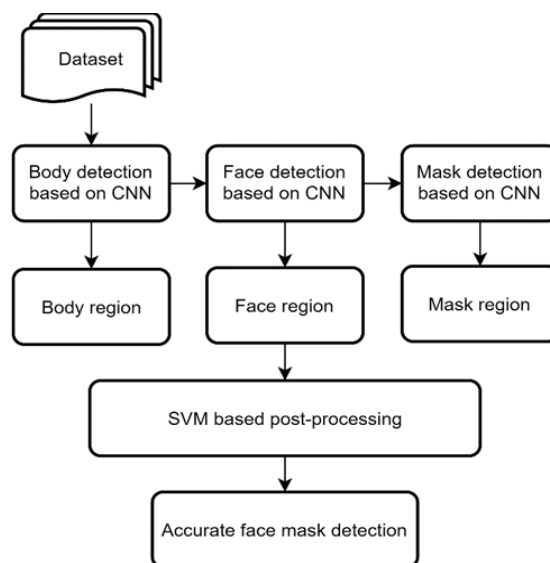 Dataset
Body detection
based on CNN
Face detection
based on CNN
Mask detection
based on CNN
Body region
Face region
Mask region
SVM based post-processing
Accurate face mask detection